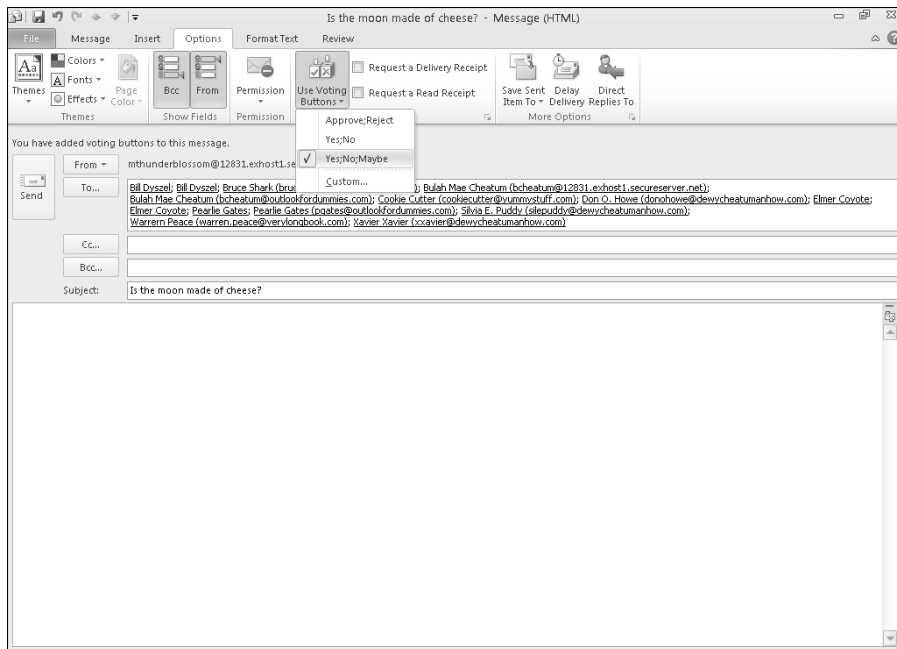 Is the moon made of cheese? - Message (HTML)
File Message Insert Options Format Text Review
Themes
Colors
Fonts
Effects
Page Color
Themes
Bcc From
Show Fields
Permission
Permission
Use Voting Buttons
Request a Delivery Receipt
Request a Read Receipt
Save Sent Item To
Delay Delivery
Direct Replies To
More Options
Approve;Reject
Yes;No
Yes;No;Maybe
Custom...
You have added voting buttons to this message.
Send
From mthunderblossom@12831.exhost1.se
To... Bill Dyszel; Bill Dyszel; Bruce Shark (bruc ); Bulah Mae Cheatum (bcheatum@12831.exhost1.secureserver.net);
Bulah Mae Cheatum (bcheatum@outlookfordummies.com); Cookie Cutter (cookiecutter@yummystuff.com); Don O. Howe (donohowe@dewycheatumanhow.com); Elmer Coyote;
Elmer Coyote; Pearlie Gates; Pearlie Gates (pgates@outlookfordummies.com); Silvia E. Puddy (silepuddy@dewycheatumanhow.com);
Warrern Peace (warren.peace@verylongbook.com); Xavier Xavier (xxavier@dewycheatumanhow.com)
Cc...
Bcc...
Subject: Is the moon made of cheese?